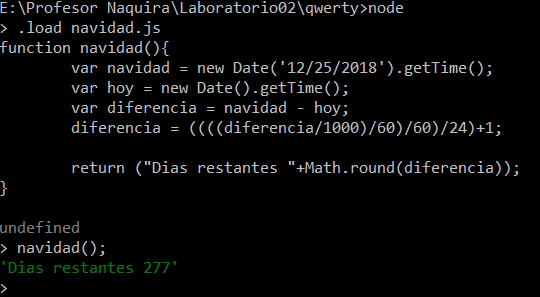 E:\Profesor Naquira\Laboratorio02\qwerty>node
> .load navidad.js
function navidad(){
        var navidad = new Date('12/25/2018').getTime();
        var hoy = new Date().getTime();
        var diferencia = navidad - hoy;
        diferencia = ((((diferencia/1000)/60)/60)/24)+1;

        return ("Dias restantes "+Math.round(diferencia));
}

undefined
> navidad();
'Dias restantes 277'
>